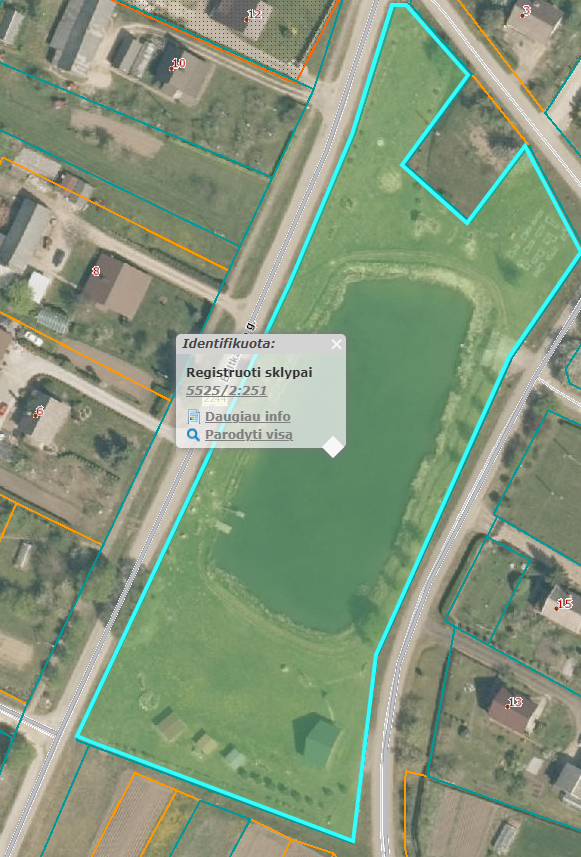 12
3
10
8
g.
Identifikuota:
Registruoti sklypai
5525/2:251
Daugiau info
Parodyti visą
6
15
13